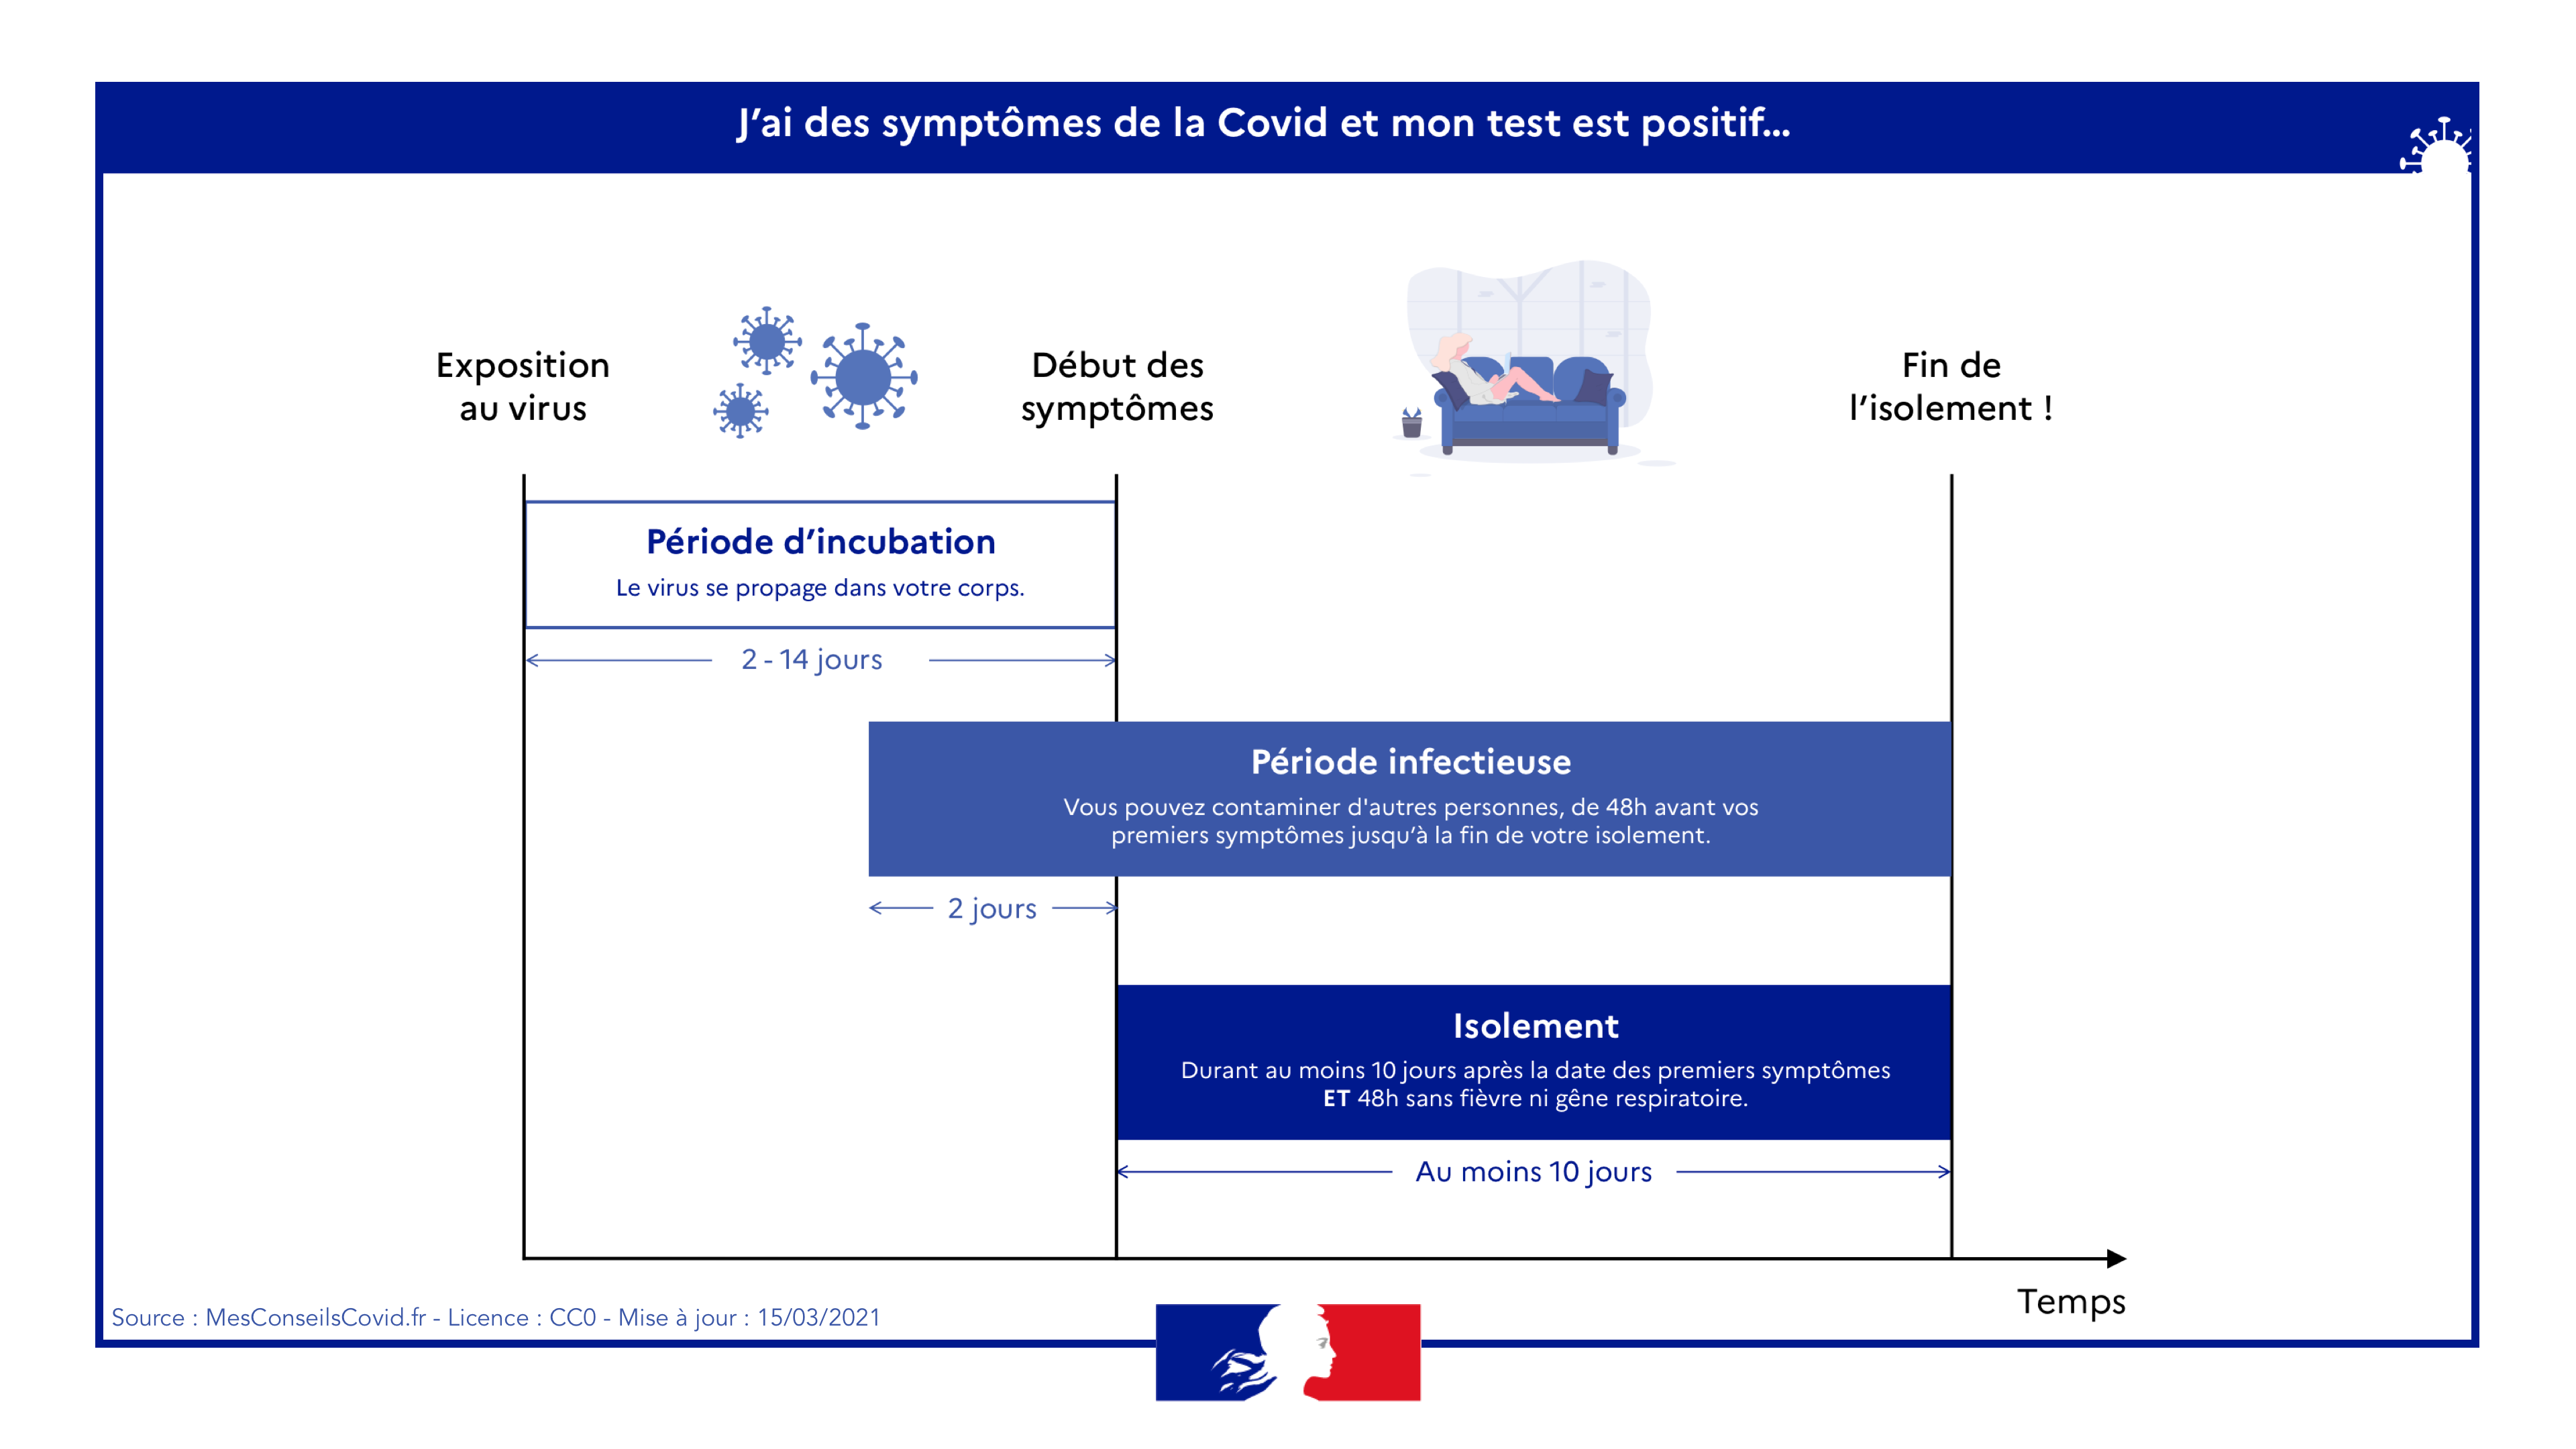 J’ai des symptômes de la Covid et mon test est positif...
Exposition
au virus
Début des
symptômes
Fin de
l’isolement !
Période d’incubation
Le virus se propage dans votre corps.
2 - 14 jours
Période infectieuse
Vous pouvez contaminer d'autres personnes, de 48h avant vos
premiers symptômes jusqu’à la fin de votre isolement.
2 jours
Isolement
Durant au moins 10 jours après la date des premiers symptômes
ET 48h sans fièvre ni gêne respiratoire.
Au moins 10 jours
Temps
Source : MesConseilsCovid.fr - Licence : CC0 - Mise à jour : 15/03/2021